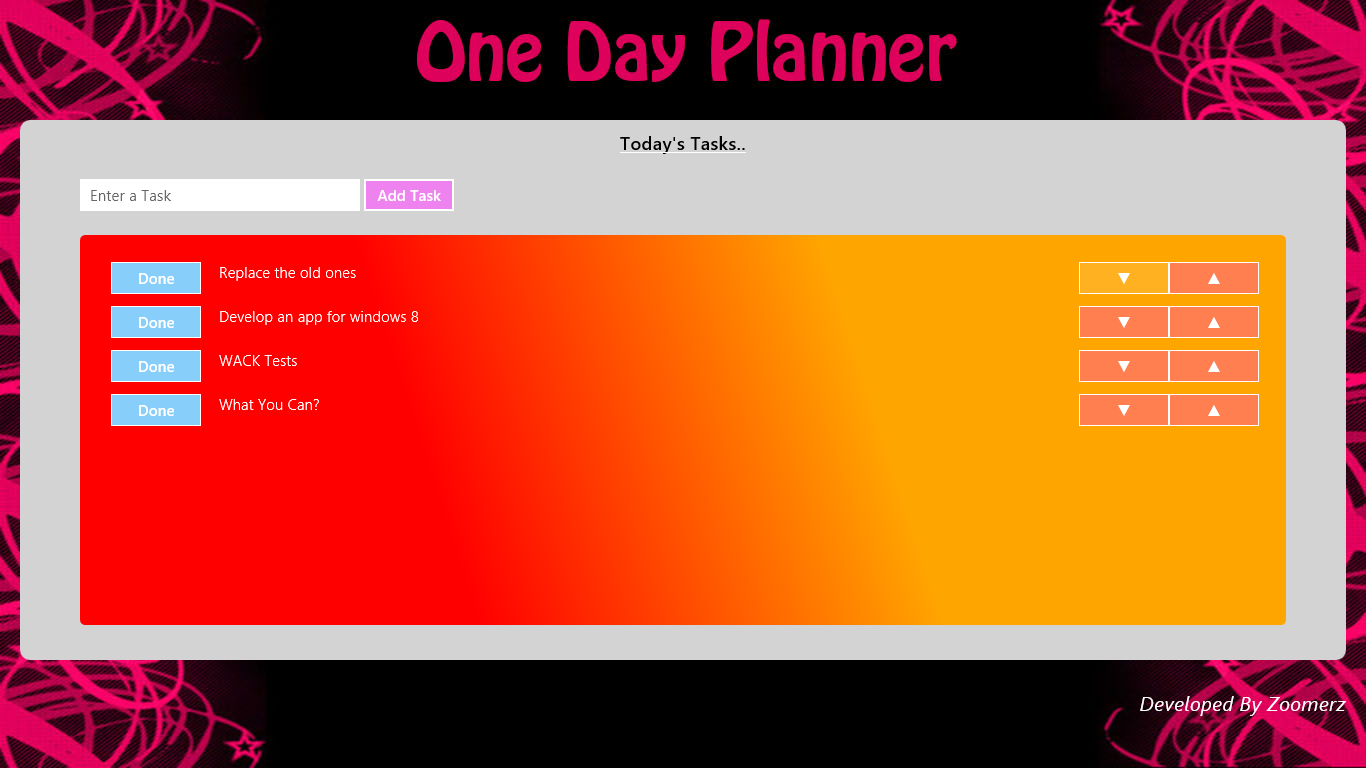 One Day Planner
Today's Tasks..
Enter a Task Add Task
Done Replace the old ones ▼ ▲
Done Develop an app for windows 8 ▼ ▲
Done WACK Tests ▼ ▲
Done What You Can? ▼ ▲
Developed By Zoomerz